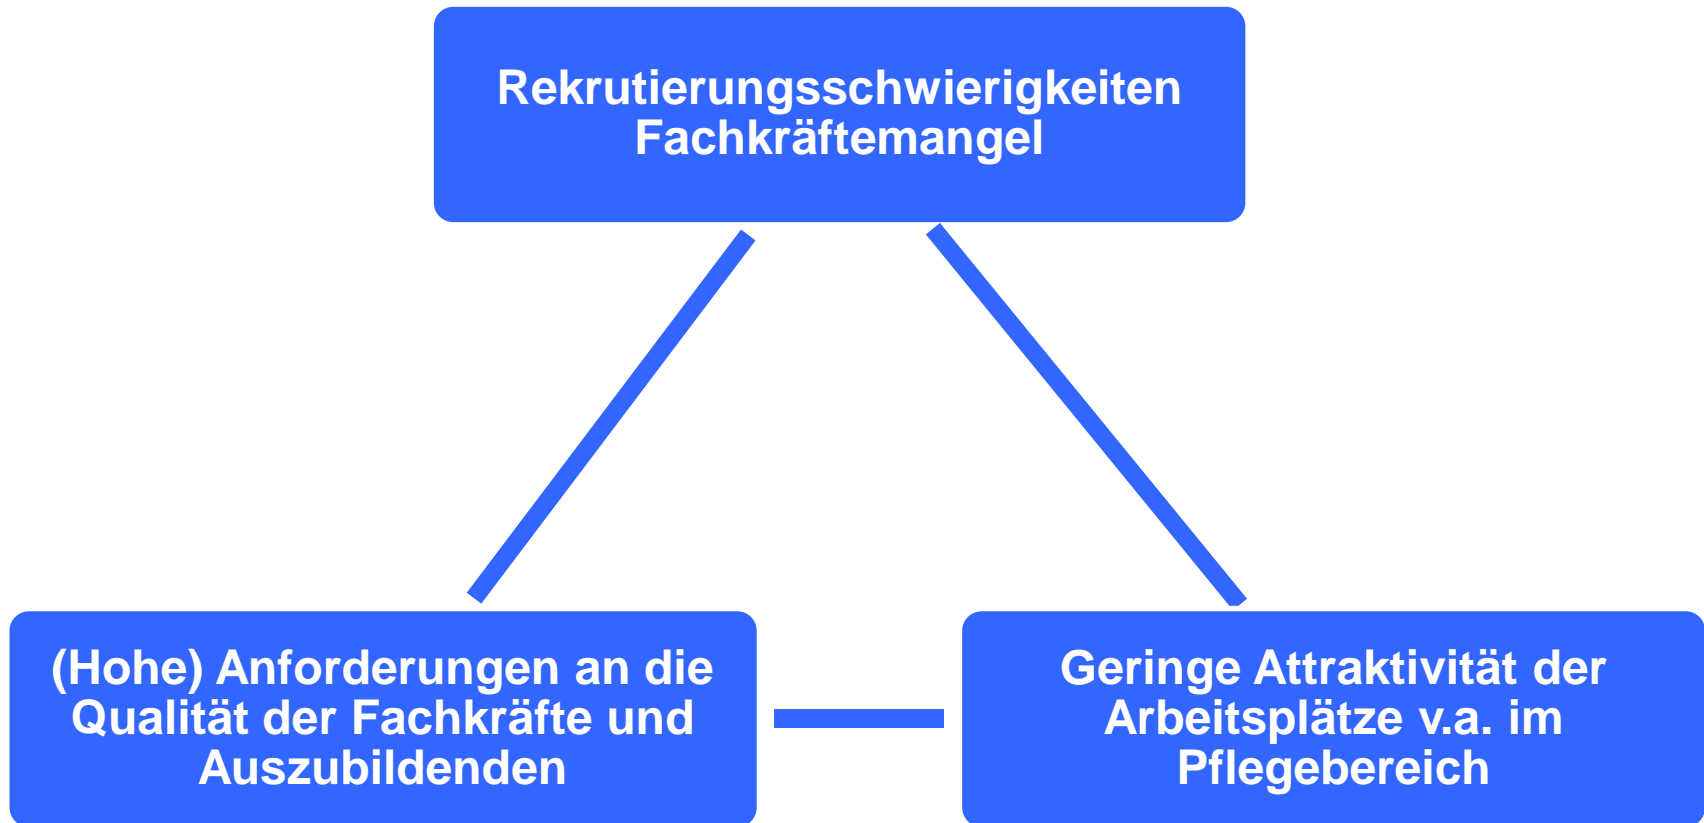 Rekrutierungsschwierigkeiten
Fachkräftemangel
(Hohe) Anforderungen an die
Qualität der Fachkräfte und
Auszubildenden
Geringe Attraktivität der
Arbeitsplätze v.a. im
Pflegebereich